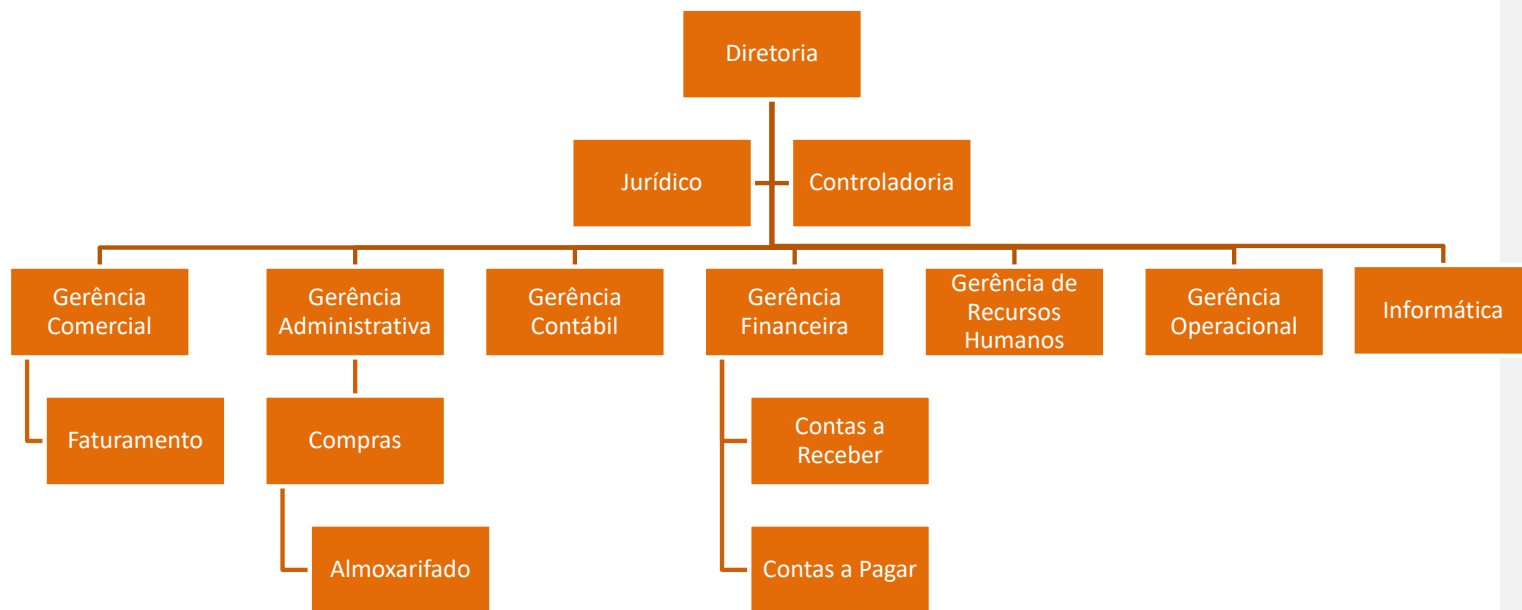 Diretoria
Jurídico
Controladoria
Gerência
Comercial
Gerência
Administrativa
Gerência
Contábil
Gerência
Financeira
Gerência de
Recursos
Humanos
Gerência
Operacional
Informática
Faturamento
Compras
Contas a
Receber
Almoxarifado
Contas a Pagar